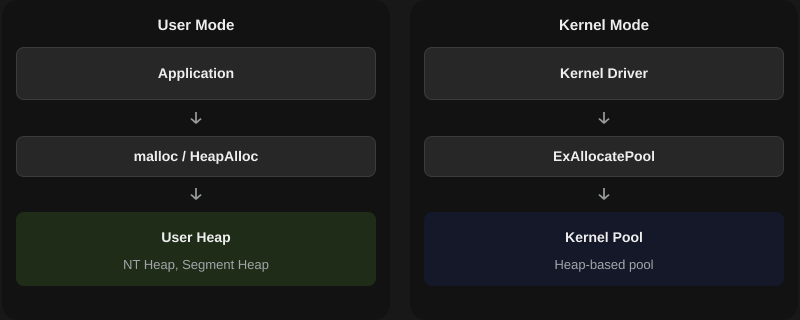 User Mode
Application
malloc / HeapAlloc
User Heap
NT Heap, Segment Heap
Kernel Mode
Kernel Driver
ExAllocatePool
Kernel Pool
Heap-based pool